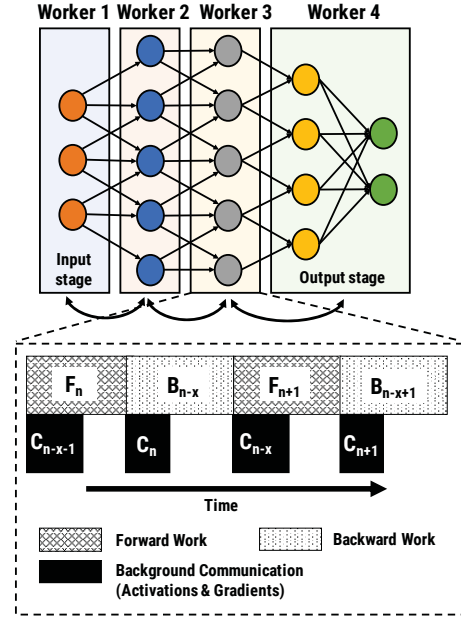 Worker 1 Worker 2 Worker 3 Worker 4
Input
stage
Output stage
Fn Bn-x Fn+1 Bn-x+1
Cn-x-1 Cn Cn-x Cn+1
Time
Forward Work Backward Work
Background Communication
(Activations & Gradients)